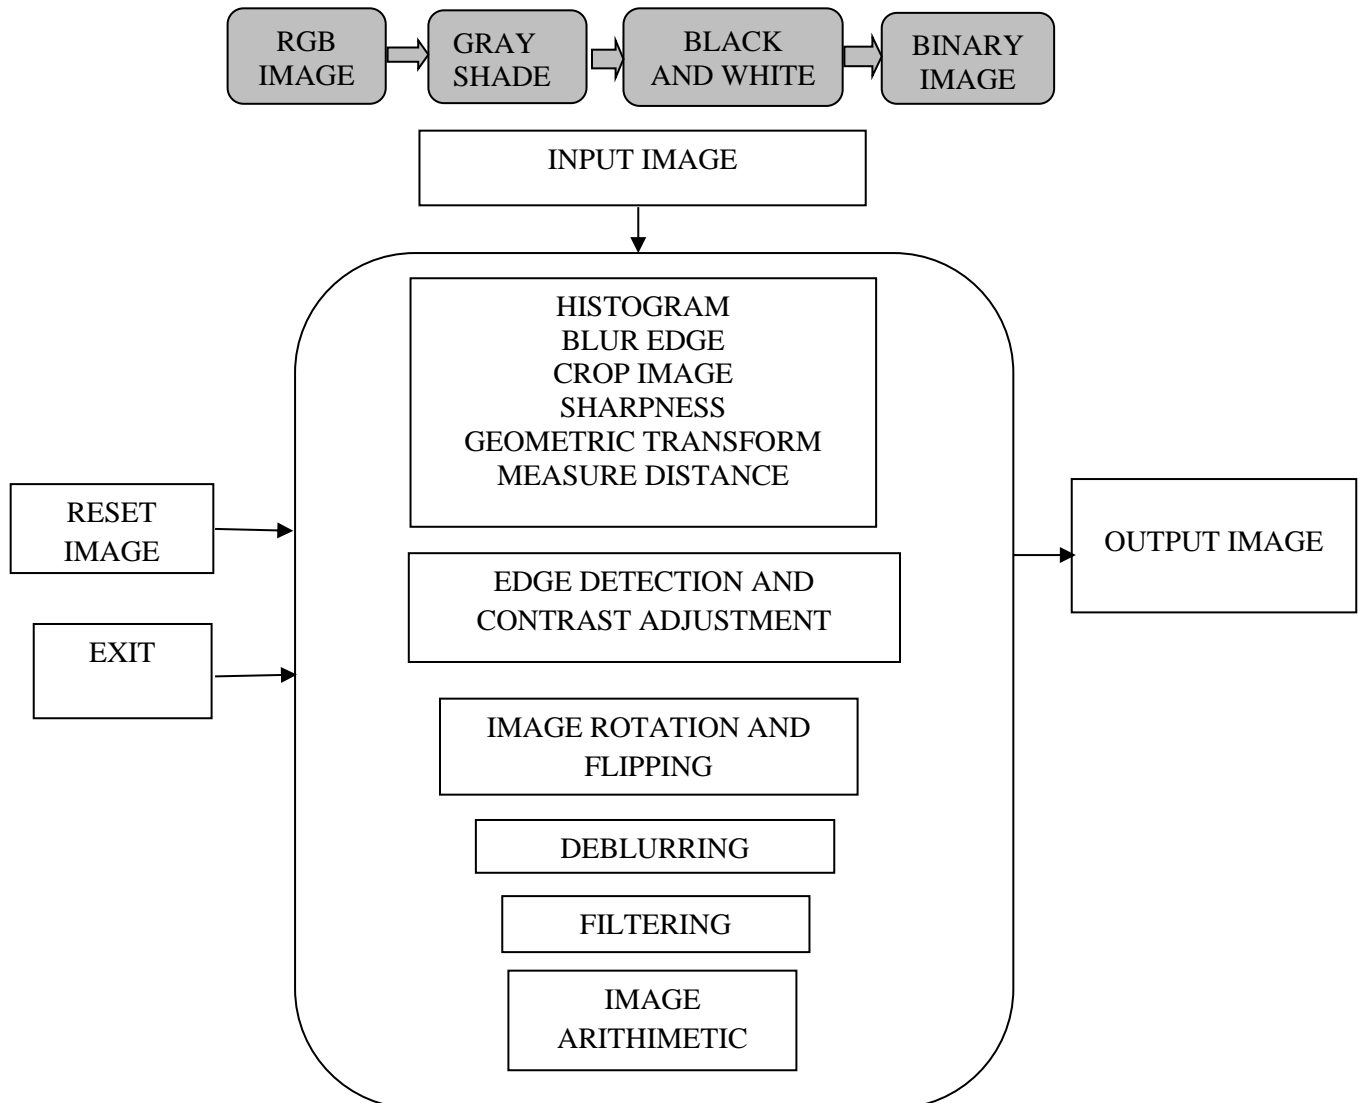 RGB
IMAGE
GRAY
SHADE
BLACK
AND WHITE
BINARY
IMAGE
INPUT IMAGE
HISTOGRAM
BLUR EDGE
CROP IMAGE
SHARPNESS
GEOMETRIC TRANSFORM
MEASURE DISTANCE
RESET
IMAGE
EXIT
EDGE DETECTION AND
CONTRAST ADJUSTMENT
IMAGE ROTATION AND
FLIPPING
DEBLURRING
FILTERING
IMAGE
ARITHIMETIC
OUTPUT IMAGE